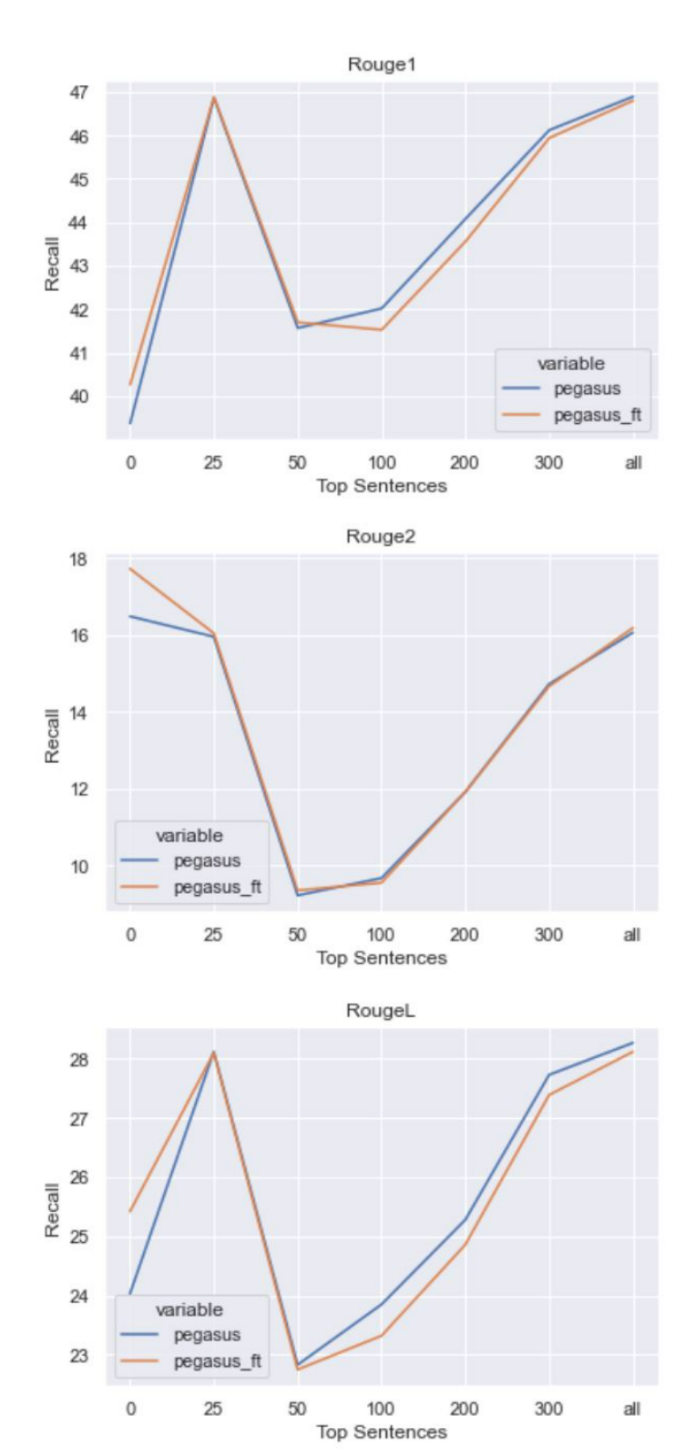 Rouge1
47
46
45
44
43
42
41
40
Recall
variable
pegasus
pegasus_ft
0 25 50 100 200 300 all
Top Sentences
Rouge2
18
16
14
12
10
Recall
variable
pegasus
pegasus_ft
0 25 50 100 200 300 all
Top Sentences
RougeL
28
27
26
25
24
23
Recall
variable
pegasus
pegasus_ft
0 25 50 100 200 300 all
Top Sentences